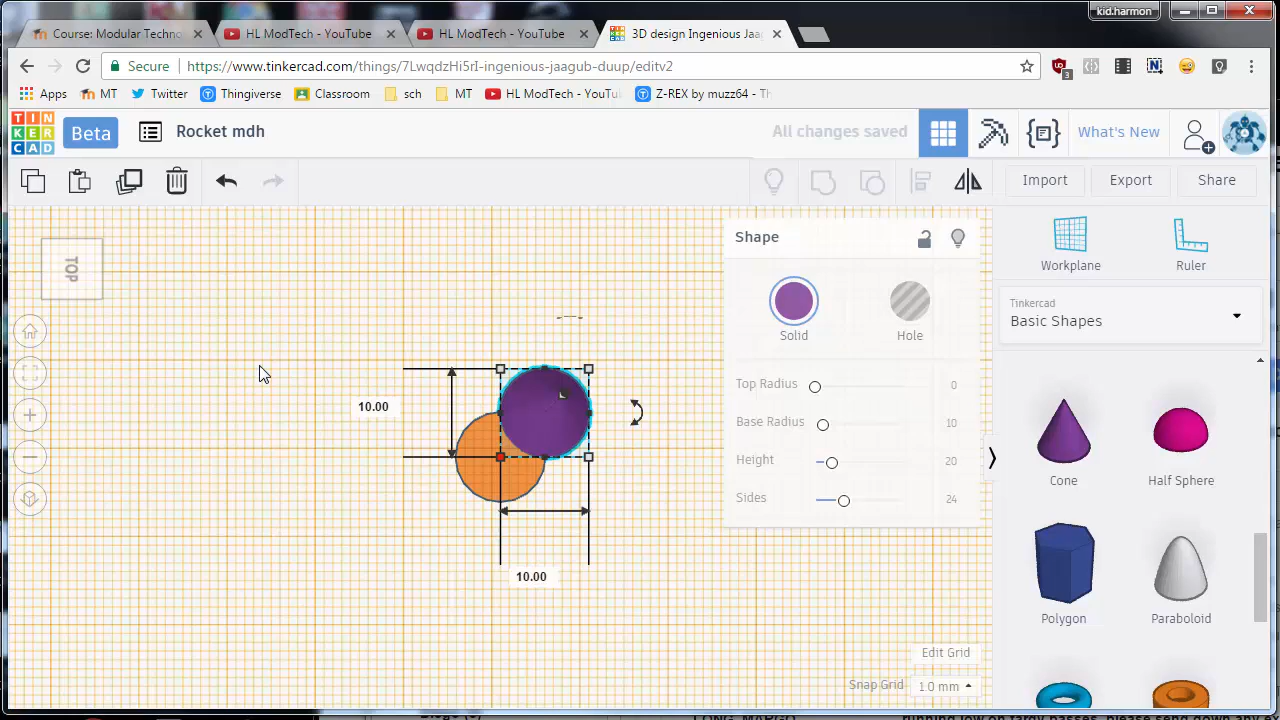 kid.harmon
Course: Modular Techno
HL ModTech - YouTube
HL ModTech - YouTube
3D design Ingenious Jaag
Secure
https://www.tinkercad.com/things/7LwqdzHi5rI-ingenious-jaagub-duup/editv2
3
Apps
MT
Twitter
Thingiverse
Classroom
sch
MT
HL ModTech - YouTu
Z-REX by muzz64 - Th
TIN
KER
CAD
Beta
Rocket mdh
All changes saved
What's New
Import
Export
Share
TOP
Shape
Solid
Hole
Top Radius
0
Base Radius
10
Height
20
Sides
24
10.00
10.00
Edit Grid
Snap Grid
1.0 mm
Workplane
Ruler
Tinkercad
Basic Shapes
Cone
Half Sphere
Polygon
Paraboloid